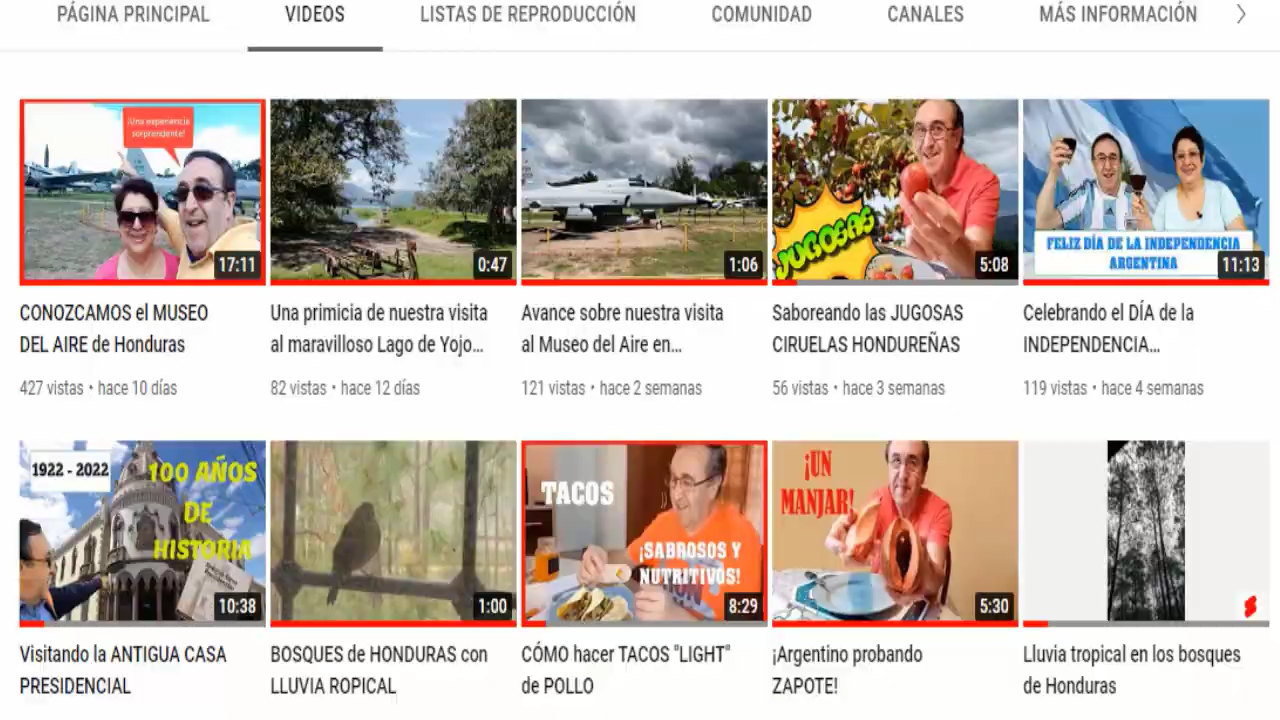 PÁGINA PRINCIPAL VIDEOS LISTAS DE REPRODUCCIÓN COMUNIDAD CANALES MÁS INFORMACIÓN
¡Una experiencia
sorprendente!
17:11
0:47
1:06
JUGOSAS
5:08
FELIZ DÍA DE LA INDEPENDENCIA
ARGENTINA
11:13
CONOZCAMOS el MUSEO
DEL AIRE de Honduras
427 vistas • hace 10 días
Una primicia de nuestra visita
al maravilloso Lago de Yojo...
82 vistas • hace 12 días
Avance sobre nuestra visita
al Museo del Aire en...
121 vistas • hace 2 semanas
Saboreando las JUGOSAS
CIRUELAS HONDUREÑAS
56 vistas • hace 3 semanas
Celebrando el DÍA de la
INDEPENDENCIA...
119 vistas • hace 4 semanas
1922 - 2022
100 AÑOS
DE
HISTORIA
10:38
1:00
TACOS
¡SABROSOS Y
NUTRITIVOS!
8:29
¡UN
MANJAR!
5:30
Visitando la ANTIGUA CASA
PRESIDENCIAL
BOSQUES de HONDURAS con
LLUVIA ROPICAL
CÓMO hacer TACOS "LIGHT"
de POLLO
¡Argentino probando
ZAPOTE!
Lluvia tropical en los bosques
de Honduras